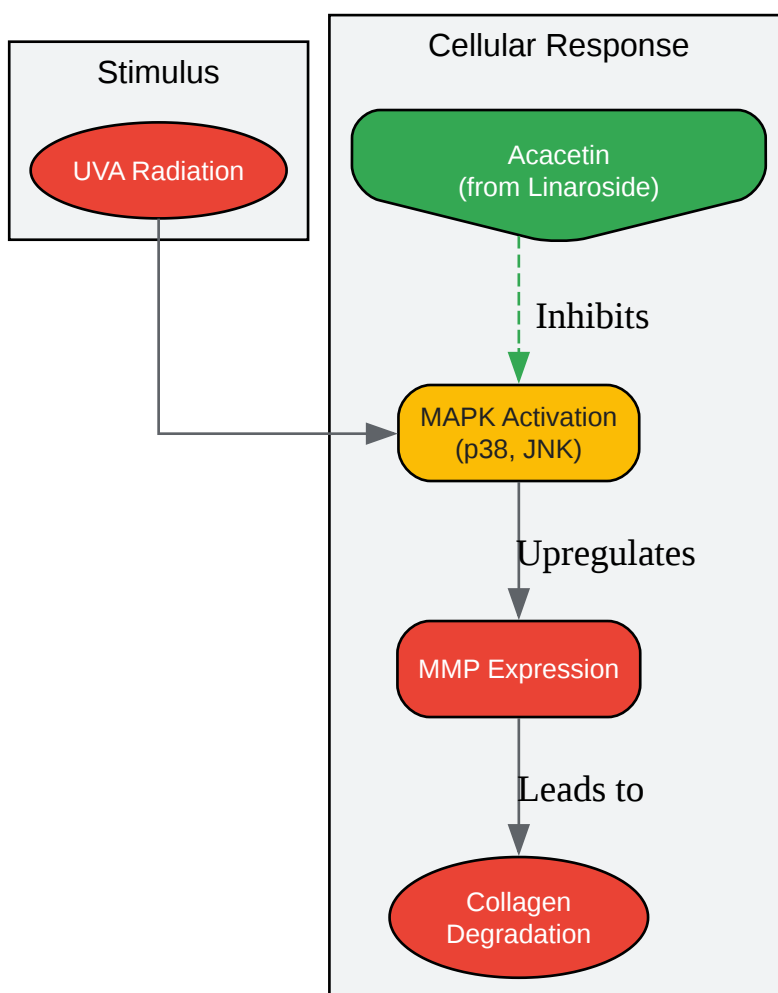 Stimulus
UVA Radiation
Cellular Response
Acacetin
(from Linaroside)
Inhibits
MAPK Activation
(p38, JNK)
Upregulates
MMP Expression
Leads to
Collagen
Degradation